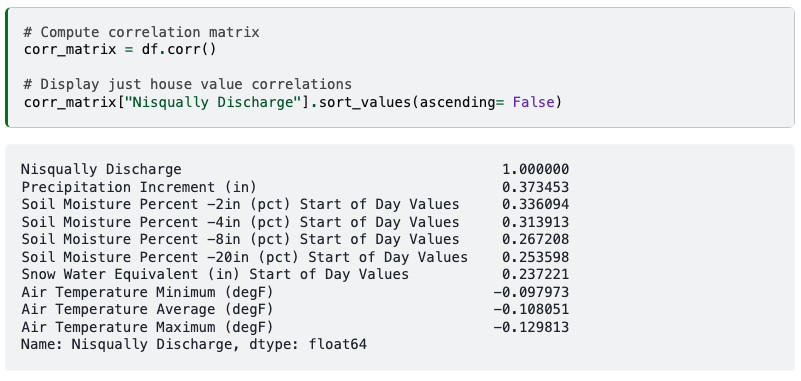 # Compute correlation matrix
corr_matrix = df.corr()
# Display just house value correlations
corr_matrix["Nisqually Discharge"].sort_values(ascending= False)
Nisqually Discharge                                 1.000000
Precipitation Increment (in)                        0.373453
Soil Moisture Percent -2in (pct) Start of Day Values     0.336094
Soil Moisture Percent -4in (pct) Start of Day Values     0.313913
Soil Moisture Percent -8in (pct) Start of Day Values     0.267208
Soil Moisture Percent -20in (pct) Start of Day Values    0.253598
Snow Water Equivalent (in) Start of Day Values      0.237221
Air Temperature Minimum (degF)                     -0.097973
Air Temperature Average (degF)                     -0.108051
Air Temperature Maximum (degF)                     -0.129813
Name: Nisqually Discharge, dtype: float64